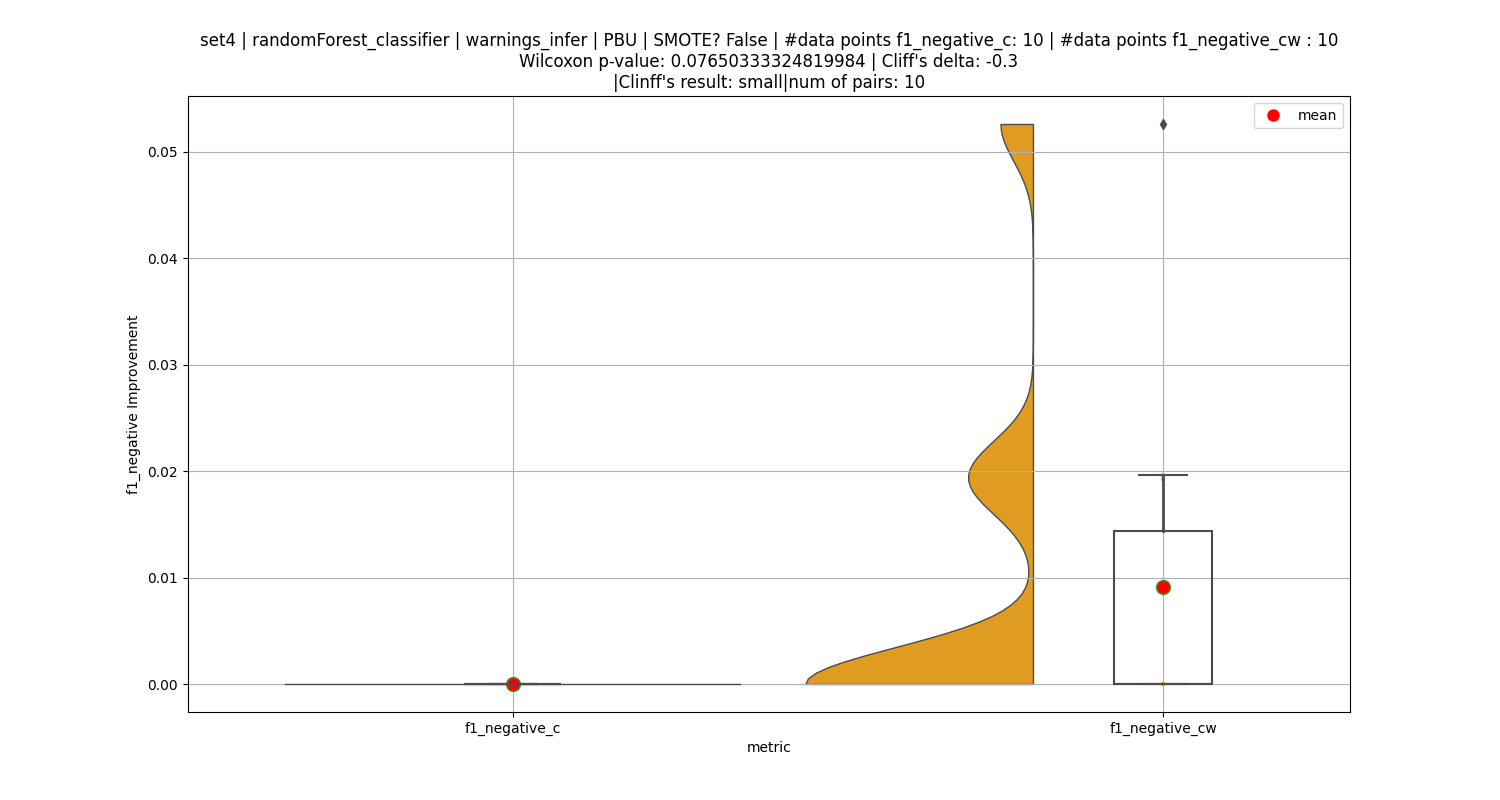 set4 | randomForest_classifier | warnings_infer | PBU | SMOTE? False | #data points f1_negative_c: 10 | #data points f1_negative_cw : 10
Wilcoxon p-value: 0.07650333324819984 | Cliff's delta: -0.3
|Clinff's result: small|num of pairs: 10
mean
0.05
0.04
0.03
0.02
0.01
0.00
f1_negative Improvement
f1_negative_c
f1_negative_cw
metric